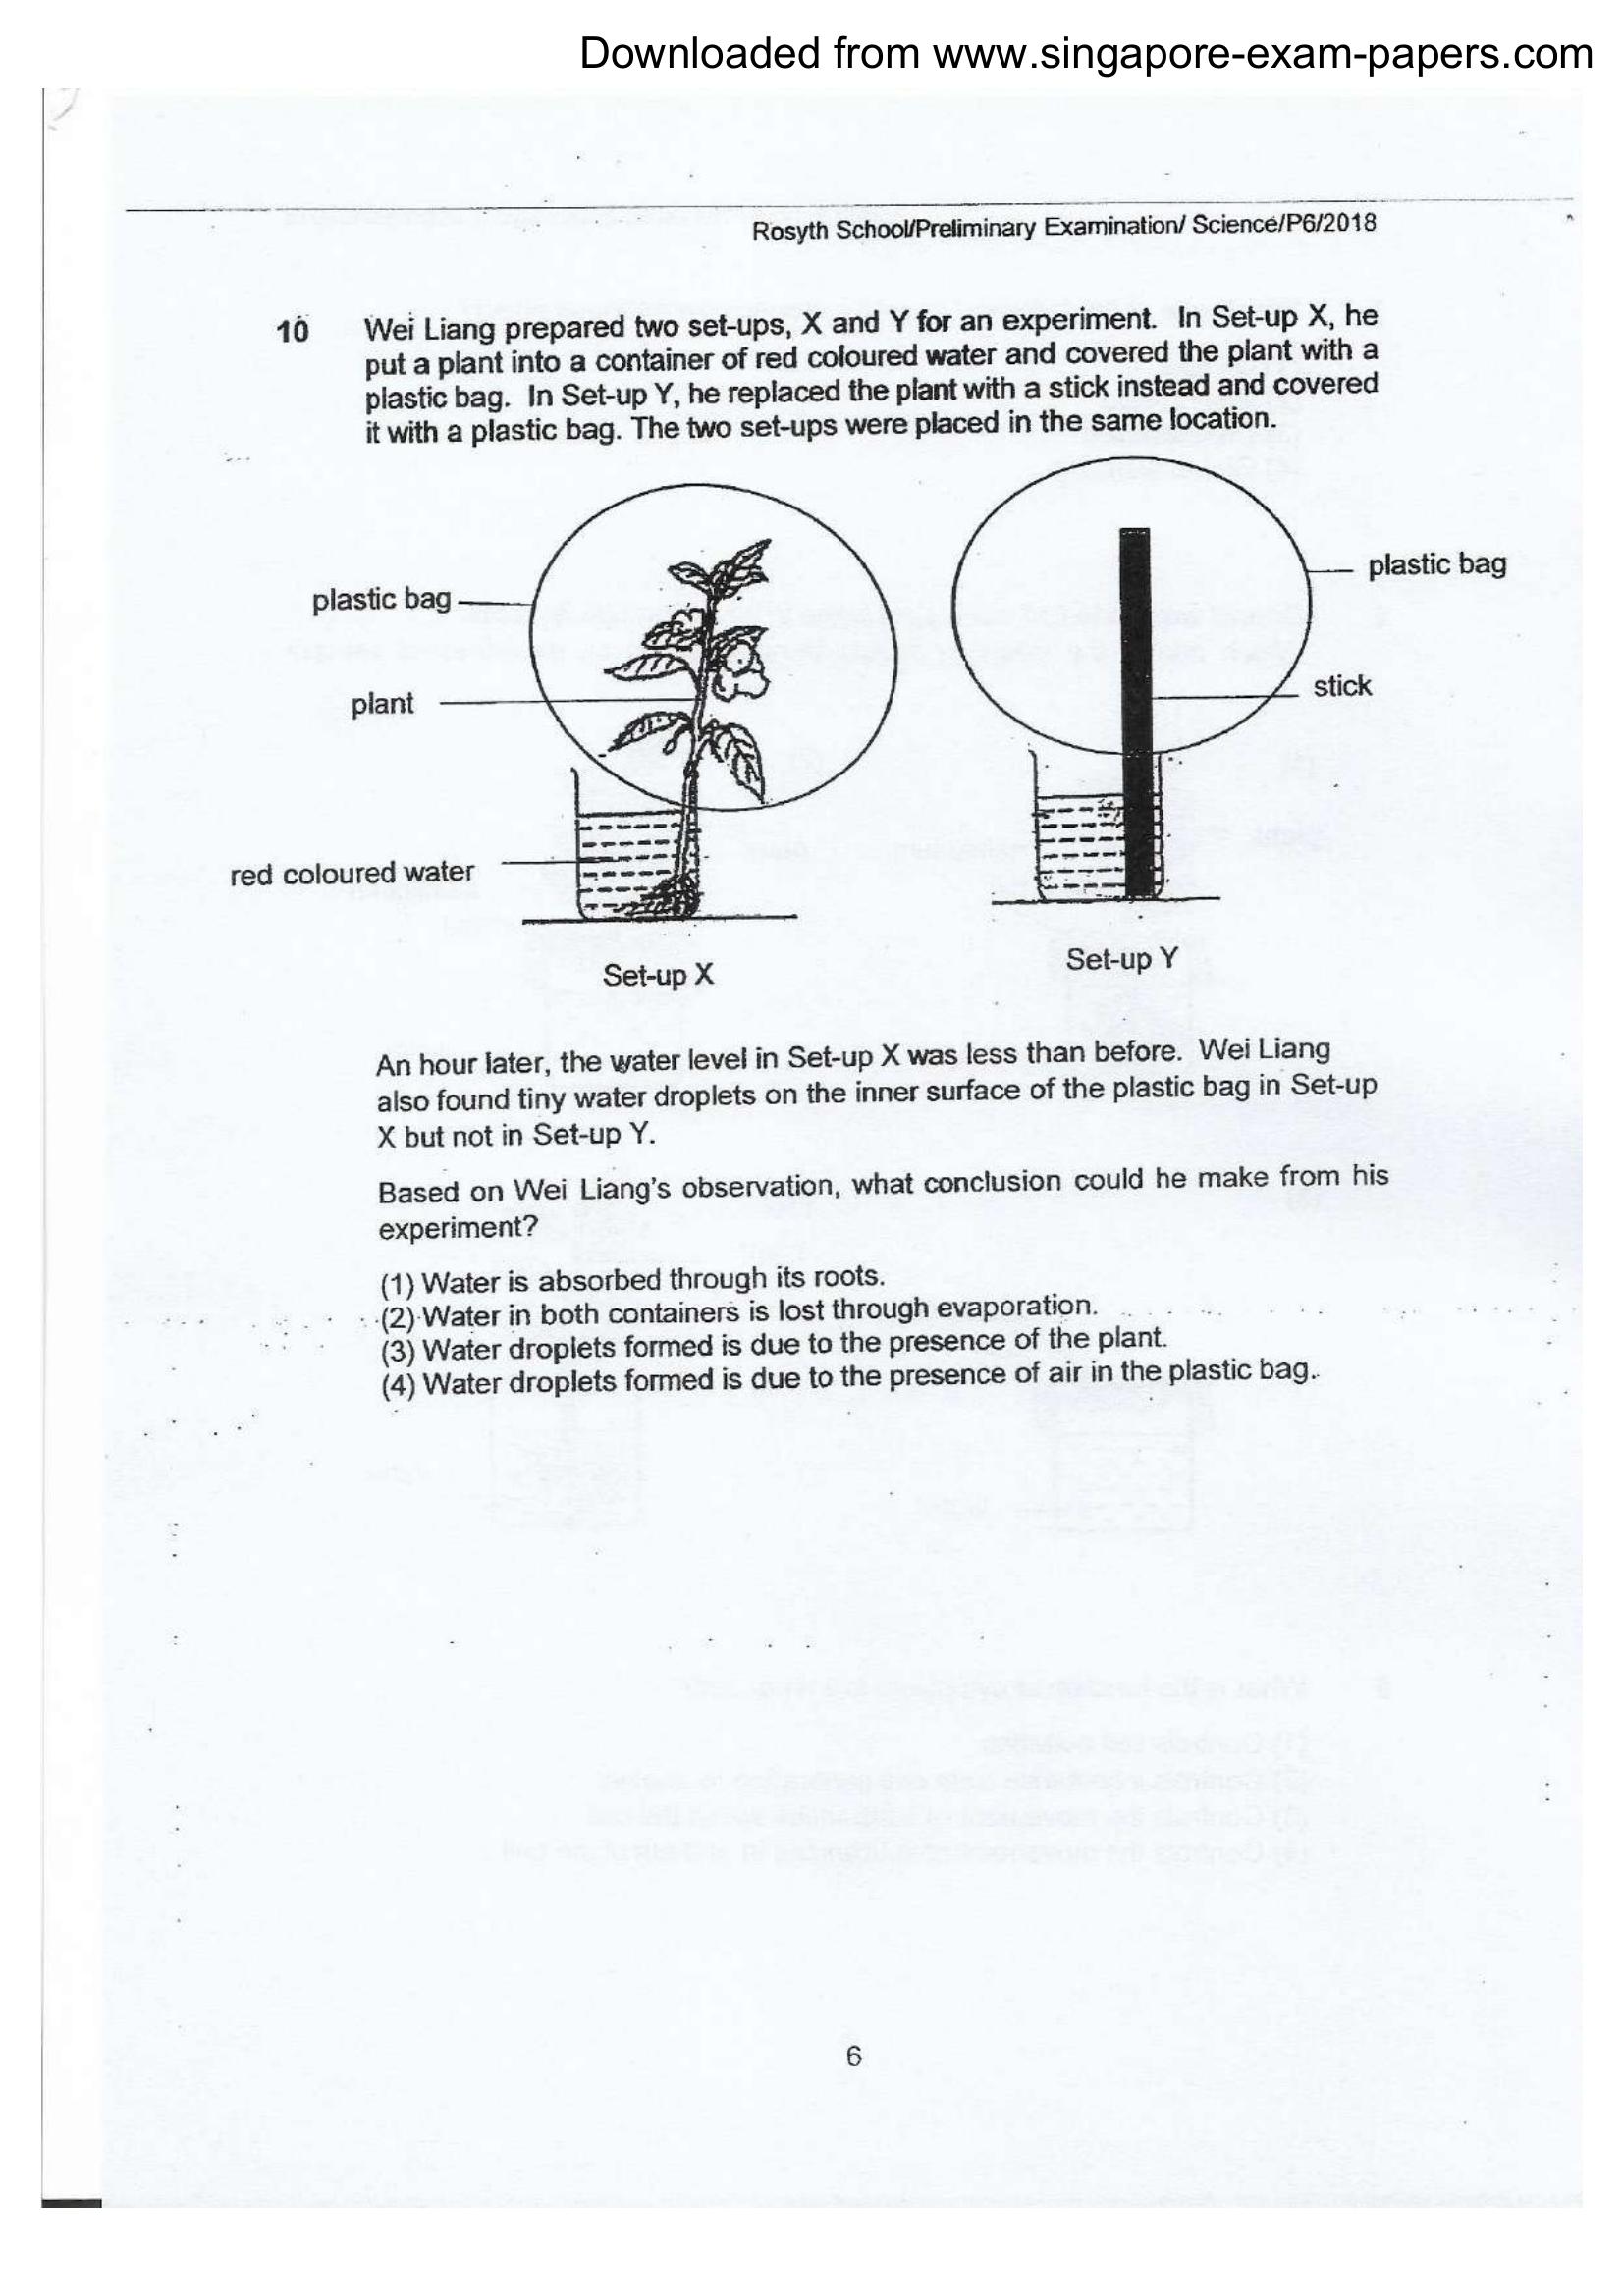 Downloaded from www.singapore-exam-papers.com
Rosyth School/Preliminary Examination/ Science/P6/2018
10 Wei Liang prepared two set-ups, X and Y for an experiment. In Set-up X, he
put a plant into a container of red coloured water and covered the plant with a
plastic bag. In Set-up Y, he replaced the plant with a stick instead and covered
it with a plastic bag. The two set-ups were placed in the same location.
plastic bag
plastic bag
plant
stick
red coloured water
Set-up X
Set-up Y
An hour later, the water level in Set-up X was less than before. Wei Liang
also found tiny water droplets on the inner surface of the plastic bag in Set-up
X but not in Set-up Y.
Based on Wei Liang's observation, what conclusion could he make from his
experiment?
(1) Water is absorbed through its roots.
(2) Water in both containers is lost through evaporation.
(3) Water droplets formed is due to the presence of the plant.
(4) Water droplets formed is due to the presence of air in the plastic bag.
6